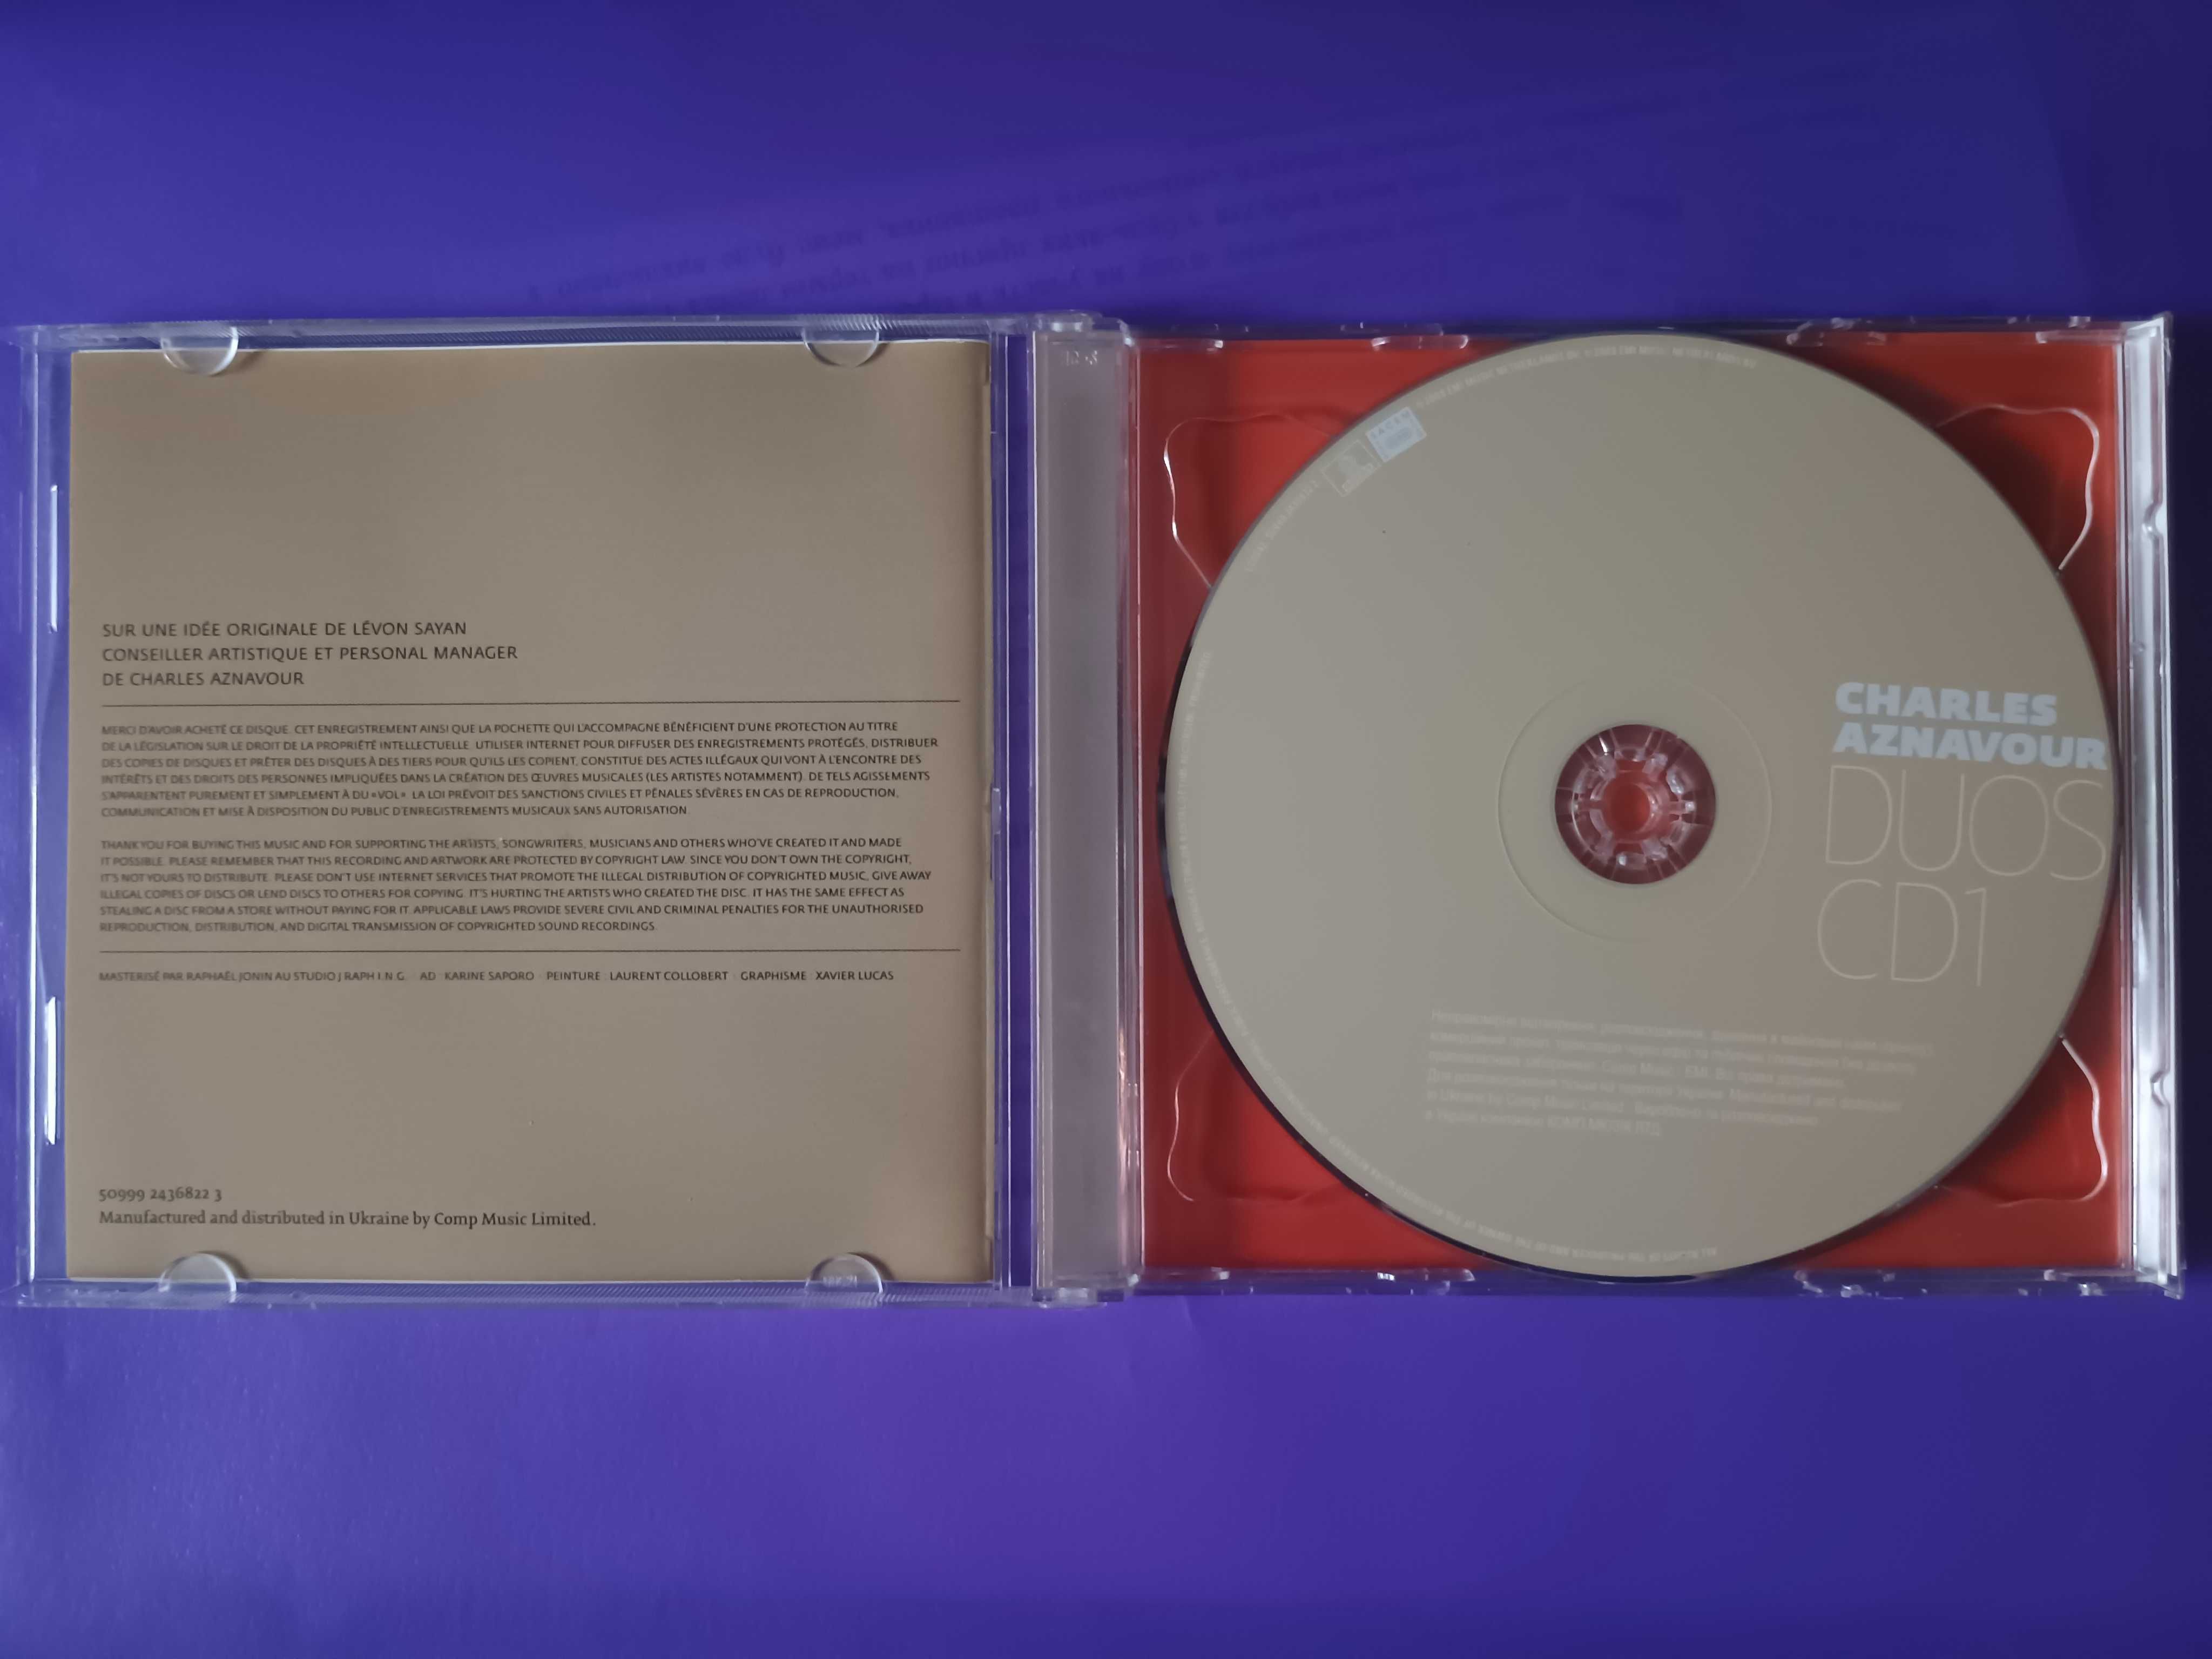 SUR UNE IDÉE ORIGINALE DE LÉVON SAYAN
CONSEILLER ARTISTIQUE ET PERSONAL MANAGER
DE CHARLES AZNAVOUR
MERCI D'AVOIR ACHETÉ CE DISQUE. CET ENREGISTREMENT AINSI QUE LA POCHETTE QUI L'ACCOMPAGNE BÉNÉFICIENT D'UNE PROTECTION AU TITRE
DE LA LÉGISLATION SUR LE DROIT DE LA PROPRIÉTÉ INTELLECTUELLE. UTILISER INTERNET POUR DIFFUSER DES ENREGISTREMENTS PROTÉGÉS, DISTRIBUER
DES COPIES DE DISQUES ET PRÊTER DES DISQUES À DES TIERS POUR QU'ILS LES COPIENT, CONSTITUE DES ACTES ILLÉGAUX QUI VONT À L'ENCONTRE DES
INTÉRÊTS ET DES DROITS DES PERSONNES IMPLIQUÉES DANS LA CRÉATION DES ŒUVRES MUSICALES (LES ARTISTES NOTAMMENT). DE TELS AGISSEMENTS
S'APPARENTENT PUREMENT ET SIMPLEMENT À DU «VOL». LA LOI PRÉVOIT DES SANCTIONS CIVILES ET PÉNALES SÉVÈRES EN CAS DE REPRODUCTION,
COMMUNICATION ET MISE À DISPOSITION DU PUBLIC D'ENREGISTREMENTS MUSICAUX SANS AUTORISATION.
THANK YOU FOR BUYING THIS MUSIC AND FOR SUPPORTING THE ARTISTS, SONGWRITERS, MUSICIANS AND OTHERS WHO'VE CREATED IT AND MADE
IT POSSIBLE. PLEASE REMEMBER THAT THIS RECORDING AND ARTWORK ARE PROTECTED BY COPYRIGHT LAW. SINCE YOU DON'T OWN THE COPYRIGHT,
IT'S NOT YOURS TO DISTRIBUTE. PLEASE DON'T USE INTERNET SERVICES THAT PROMOTE THE ILLEGAL DISTRIBUTION OF COPYRIGHTED MUSIC, GIVE AWAY
ILLEGAL COPIES OF DISCS OR LEND DISCS TO OTHERS FOR COPYING. IT'S HURTING THE ARTISTS WHO CREATED THE DISC. IT HAS THE SAME EFFECT AS
STEALING A DISC FROM A STORE WITHOUT PAYING FOR IT. APPLICABLE LAWS PROVIDE SEVERE CIVIL AND CRIMINAL PENALTIES FOR THE UNAUTHORISED
REPRODUCTION, DISTRIBUTION, AND DIGITAL TRANSMISSION OF COPYRIGHTED SOUND RECORDINGS.
MASTERISÉ PAR RAPHAËL JONIN AU STUDIO J RAPH I.N.G. AD KARINE SAPORO PEINTURE LAURENT COLLOBERT GRAPHISME XAVIER LUCAS
50999 2436822 3
Manufactured and distributed in Ukraine by Comp Music Limited.
SACEM
CHARLES
AZNAVOUR
DUOS
CD1
Comp Music EMI
Manufactured and
in Ukraine by Comp Music Limited